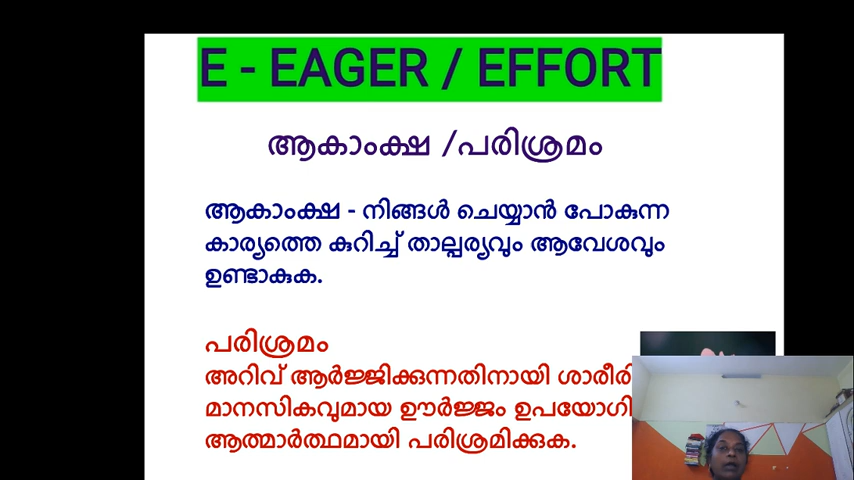 E - EAGER / EFFORT
ആകാംക്ഷ /പരിശ്രമം
ആകാംക്ഷ - നിങ്ങൾ ചെയ്യാൻ പോകുന്ന
കാര്യത്തെ കുറിച്ച് താല്പര്യവും ആവേശവും
ഉണ്ടാകുക.
പരിശ്രമം
അറിവ് ആർജ്ജിക്കുന്നതിനായി
മാനസികവുമായ ഊർജ്ജം
ആത്മാർത്ഥമായി പരിശ്രമിക്കുക.